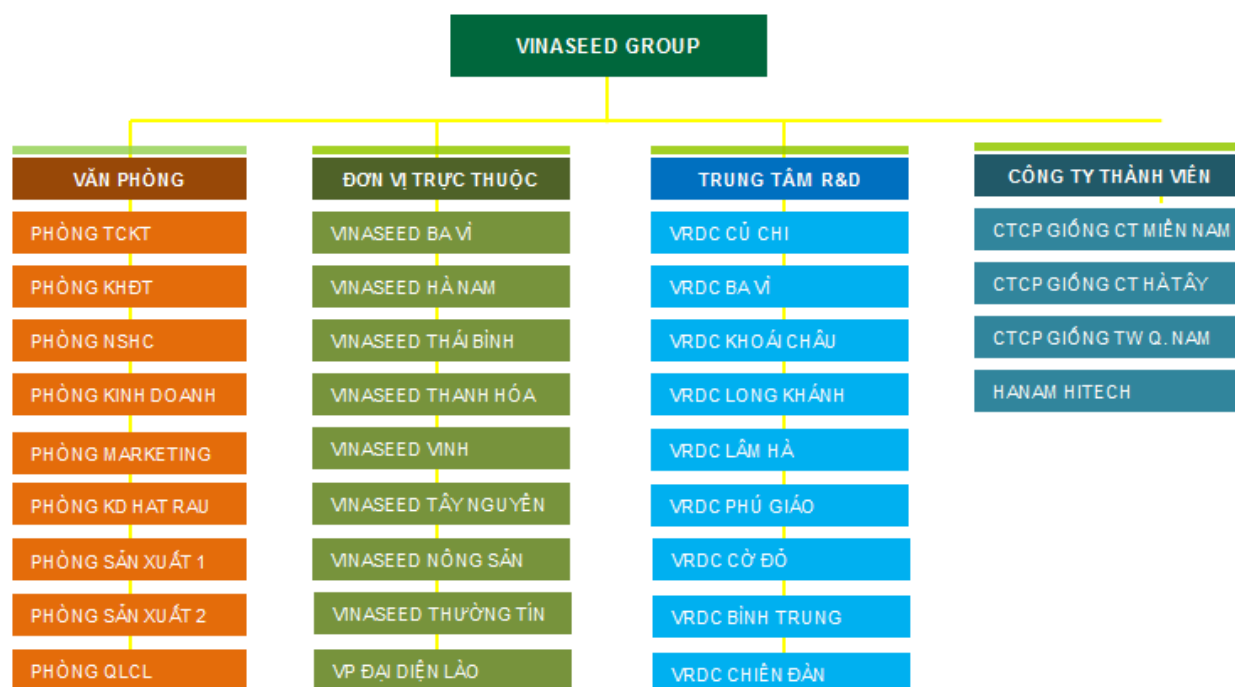 VINASEED GROUP
VĂN PHÒNG
PHÒNG TCKT
PHÒNG KHĐT
PHÒNG NSHC
PHÒNG KINH DOANH
PHÒNG MARKETING
PHÒNG KD HAT RAU
PHÒNG SẢN XUẤT 1
PHÒNG SẢN XUẤT 2
PHÒNG QLCL
ĐƠN VỊ TRỰC THUỘC
VINASEED BA VÌ
VINASEED HÀ NAM
VINASEED THÁI BÌNH
VINASEED THANH HÓA
VINASEED VINH
VINASEED TÂY NGUYÊN
VINASEED NÔNG SẢN
VINASEED THƯỜNG TÍN
VP ĐẠI DIỆN LÀO
TRUNG TÂM R&D
VRDC CỦ CHI
VRDC BA VÌ
VRDC KHOÁI CHÂU
VRDC LONG KHÁNH
VRDC LÂM HÀ
VRDC PHÚ GIÁO
VRDC CỜ ĐỎ
VRDC BÌNH TRUNG
VRDC CHIÊN ĐÀN
CÔNG TY THÀNH VIÊN
CTCP GIỐNG CT MIỀN NAM
CTCP GIỐNG CT HÀ TÂY
CTCP GIỐNG TW Q. NAM
HANAM HITECH